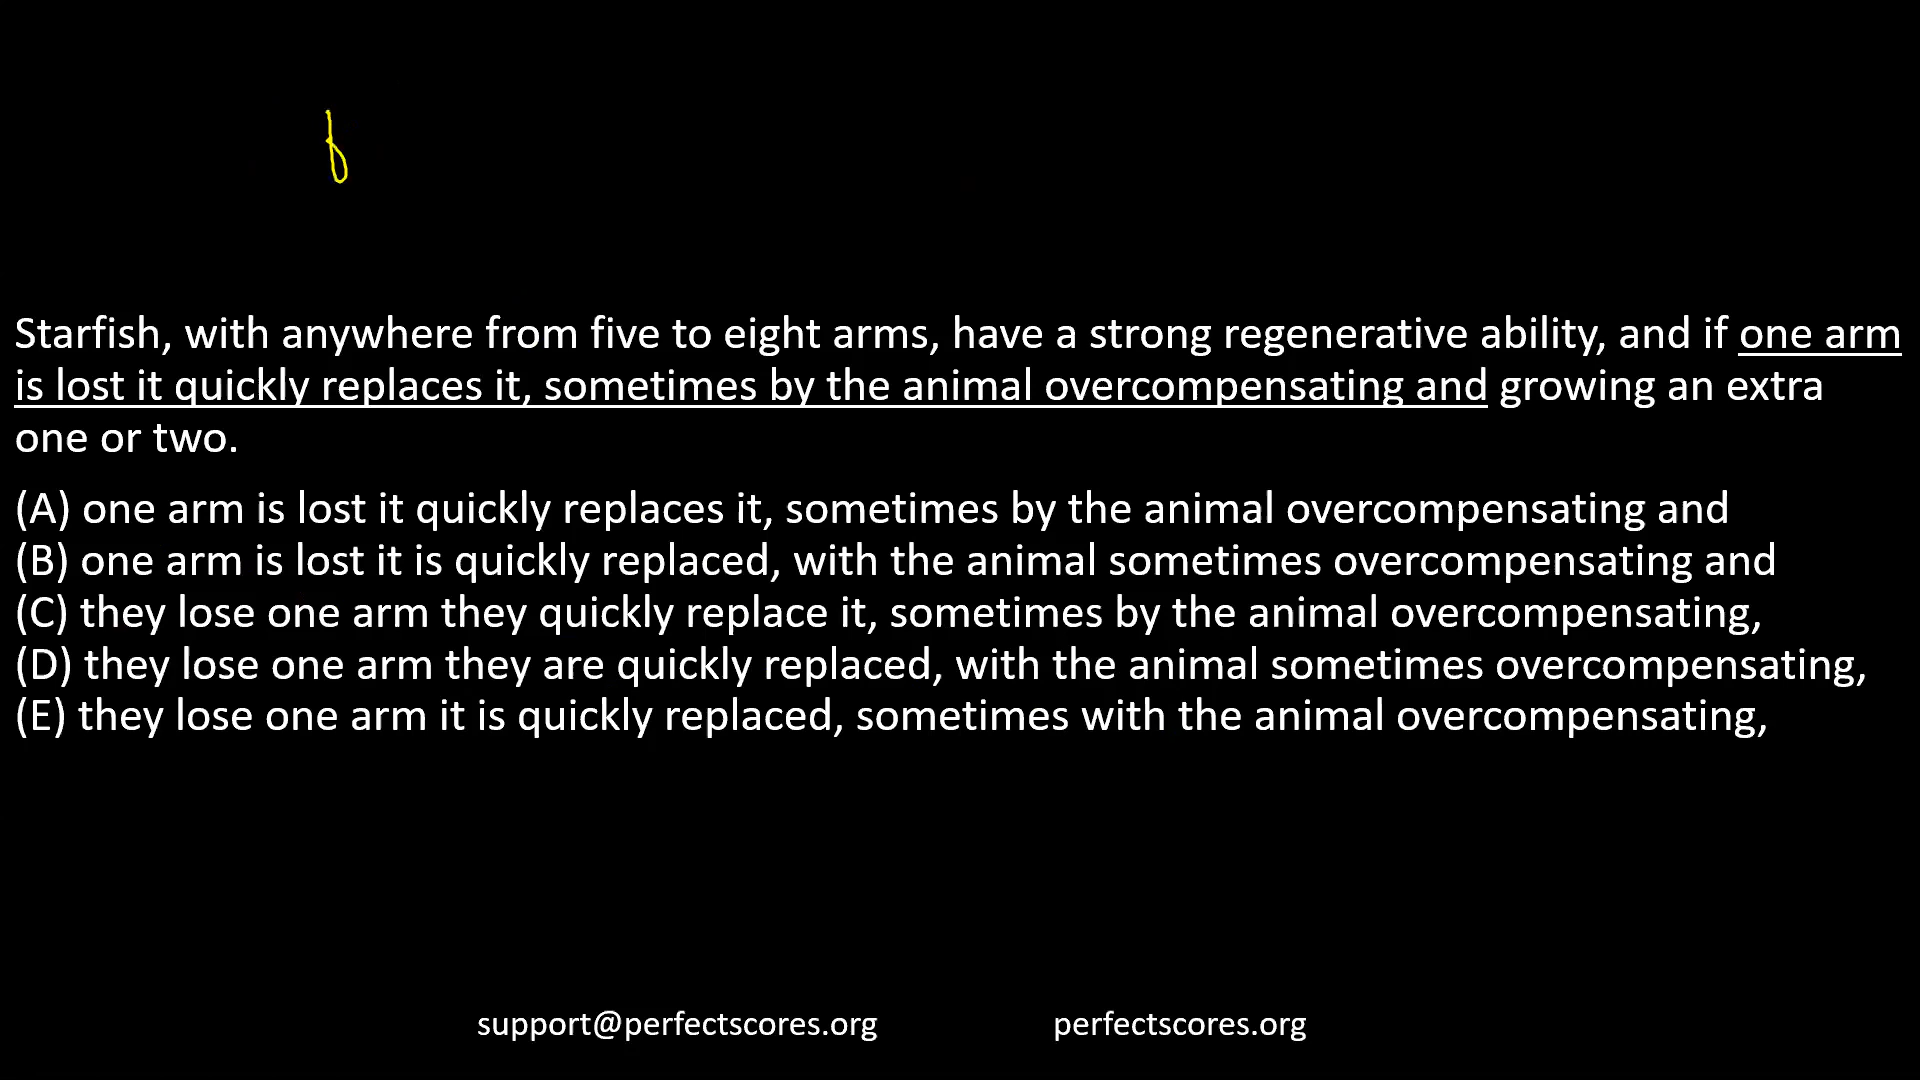 Starfish, with anywhere from five to eight arms, have a strong regenerative ability, and if one arm
is lost it quickly replaces it, sometimes by the animal overcompensating and growing an extra
one or two.
(A) one arm is lost it quickly replaces it, sometimes by the animal overcompensating and
(B) one arm is lost it is quickly replaced, with the animal sometimes overcompensating and
(C) they lose one arm they quickly replace it, sometimes by the animal overcompensating,
(D) they lose one arm they are quickly replaced, with the animal sometimes overcompensating,
(E) they lose one arm it is quickly replaced, sometimes with the animal overcompensating,
support@perfectscores.org perfectscores.org